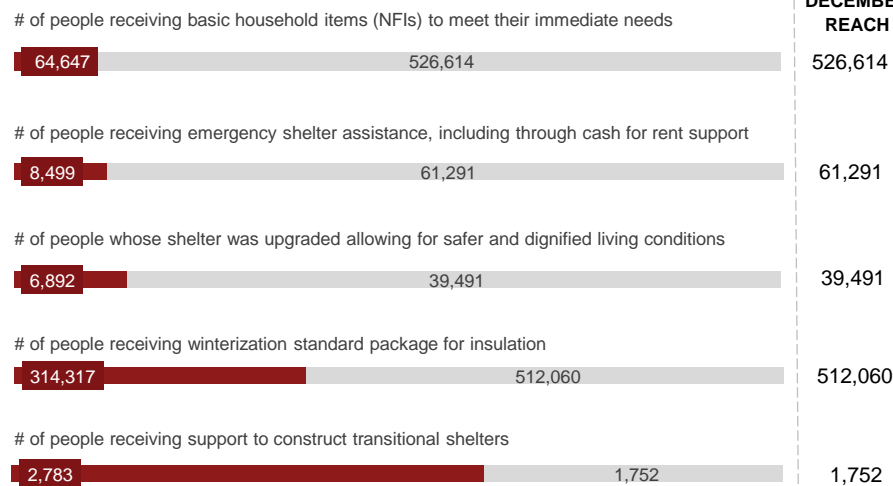 DECEMBE
REACH
# of people receiving basic household items (NFIs) to meet their immediate needs
64,647 526,614 526,614
# of people receiving emergency shelter assistance, including through cash for rent support
8,499 61,291 61,291
# of people whose shelter was upgraded allowing for safer and dignified living conditions
6,892 39,491 39,491
# of people receiving winterization standard package for insulation
314,317 512,060 512,060
# of people receiving support to construct transitional shelters
2,783 1,752 1,752